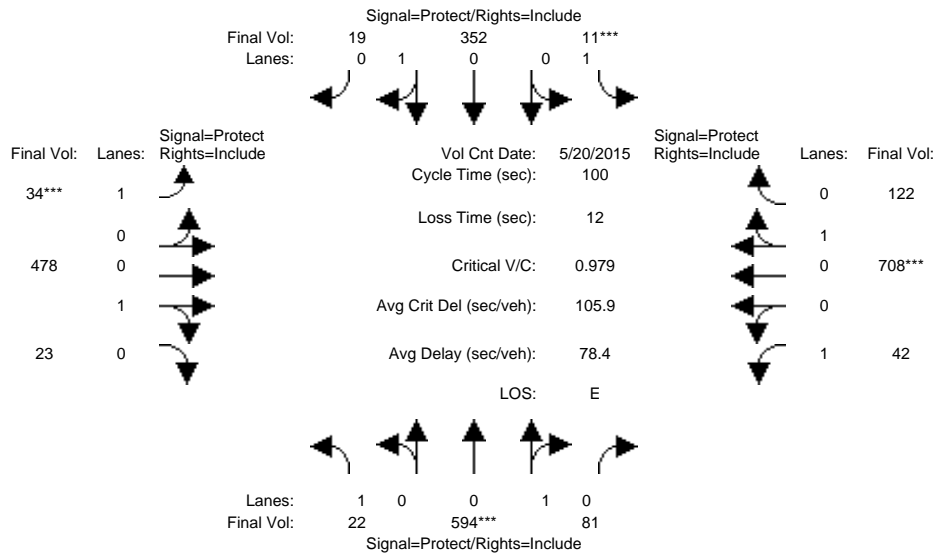 Signal=Protect/Rights=Include
Final Vol: 19 352 11***
Lanes: 0 1 0 0 1
Signal=Protect Signal=Protect
Final Vol: Lanes: Rights=Include Vol Cnt Date: 5/20/2015 Rights=Include Lanes: Final Vol:
Cycle Time (sec): 100
34*** 1 0 122
Loss Time (sec): 12
0 1
478 0 Critical V/C: 0.979 0 708***
1 Avg Crit Del (sec/veh): 105.9 0
23 0 Avg Delay (sec/veh): 78.4 1 42
LOS: E
Lanes: 1 0 0 1 0
Final Vol: 22 594*** 81
Signal=Protect/Rights=Include